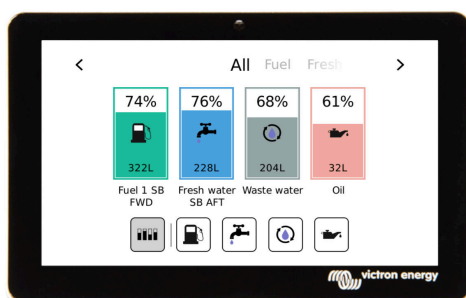 All Fuel Fresh
74% 76% 68% 61%
322L 228L 204L 32L
Fuel 1 SB Fresh water Waste water Oil
FWD SB AFT
victron energy